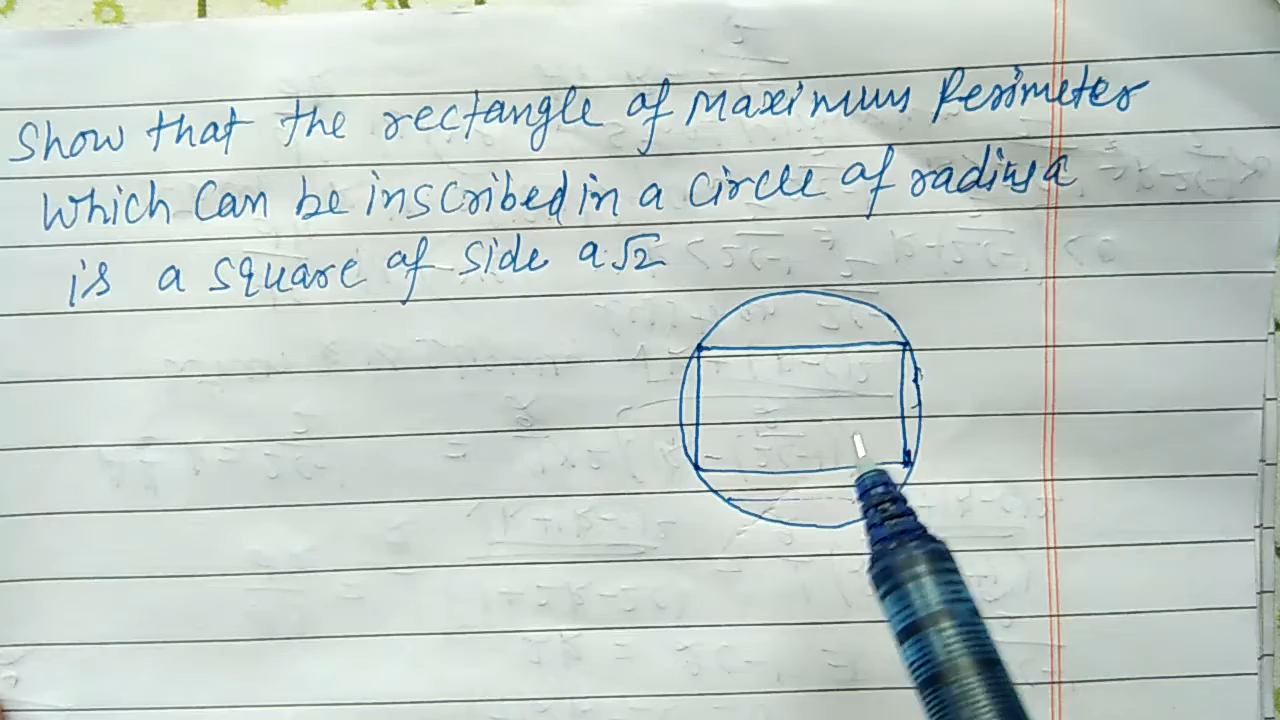 Show that the rectangle of Maximum Perimeter
Which Can be inscribed in a Circle of radius a
is a square of side a√2